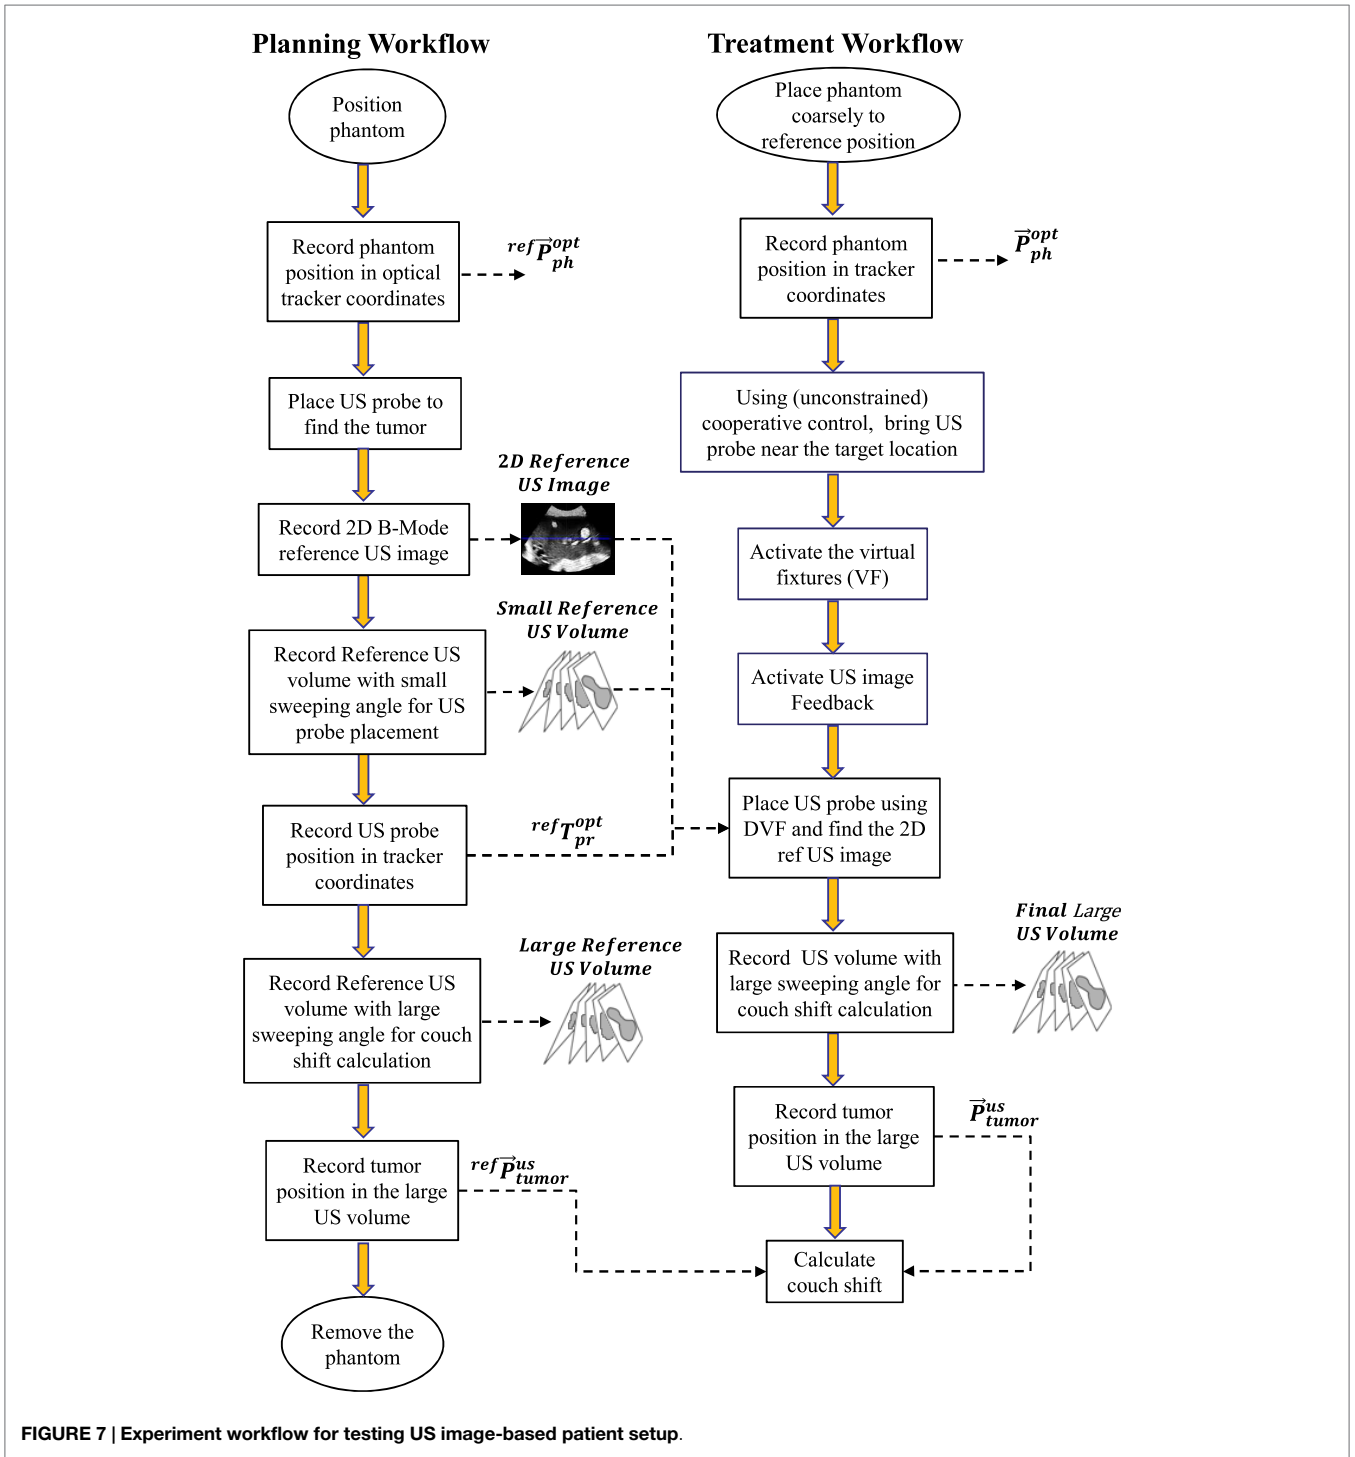 Planning Workflow
Position
phantom
Record phantom
position in optical
tracker coordinates
ref P⃗ opt ph
Place US probe to
find the tumor
2D Reference
US Image
Record 2D B-Mode
reference US image
Small Reference
US Volume
Record Reference US
volume with small
sweeping angle for US
probe placement
Record US probe
position in tracker
coordinates
ref T opt pr
Large Reference
US Volume
Record Reference US
volume with large
sweeping angle for couch
shift calculation
Record tumor
position in the large
US volume
ref P⃗ us tumor
Remove the
phantom
Treatment Workflow
Place phantom
coarsely to
reference position
Record phantom
position in tracker
coordinates
P⃗ opt ph
Using (unconstrained)
cooperative control,  bring US
probe near the target location
Activate the virtual
fixtures (VF)
Activate US image
Feedback
Place US probe using
DVF and find the 2D
ref US image
Final Large
US Volume
Record  US volume with
large sweeping angle for
couch shift calculation
Record tumor
position in the large
US volume
P⃗ us tumor
Calculate
couch shift
FIGURE 7 | Experiment workflow for testing US image-based patient setup.